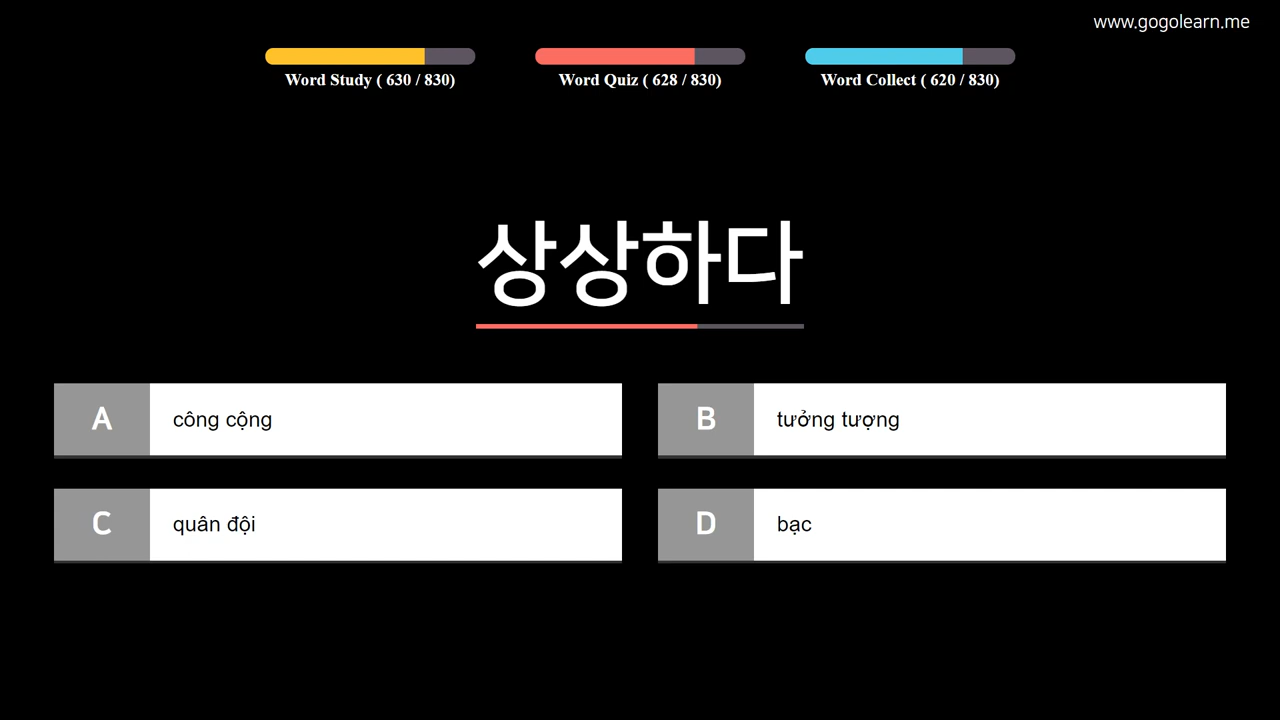 www.gogolearn.me
Word Study ( 630 / 830)
Word Quiz ( 628 / 830)
Word Collect ( 620 / 830)
상상하다
A công cộng
B tưởng tượng
C quân đội
D bạc